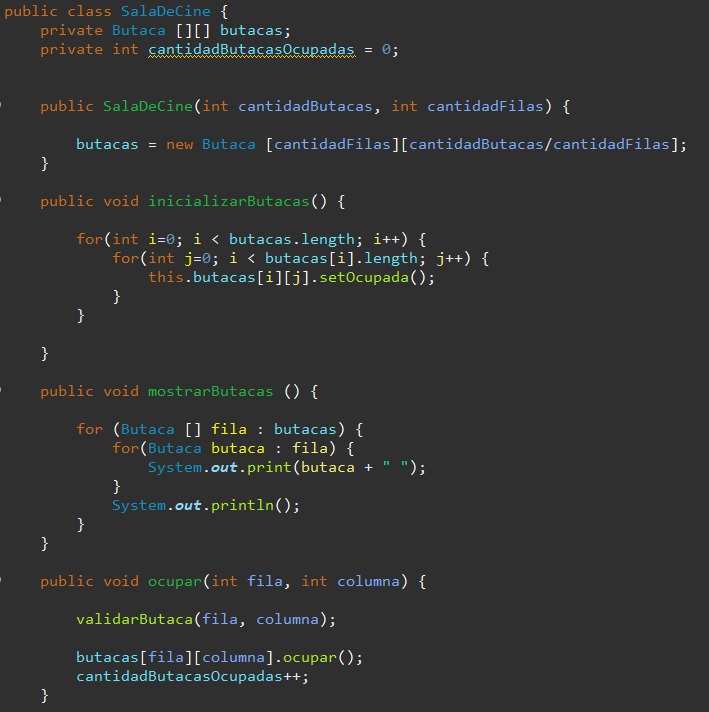 public class SalaDeCine {
private Butaca [][] butacas;
private int cantidadButacasOcupadas = 0;
public SalaDeCine(int cantidadButacas, int cantidadFilas) {
butacas = new Butaca [cantidadFilas][cantidadButacas/cantidadFilas];
}
public void inicializarButacas() {
for(int i=0; i < butacas.length; i++) {
for(int j=0; i < butacas[i].length; j++) {
this.butacas[i][j].setOcupada();
}
}
}
public void mostrarButacas () {
for (Butaca [] fila : butacas) {
for(Butaca butaca : fila) {
System.out.print(butaca + " ");
}
System.out.println();
}
}
public void ocupar(int fila, int columna) {
validarButaca(fila, columna);
butacas[fila][columna].ocupar();
cantidadButacasOcupadas++;
}